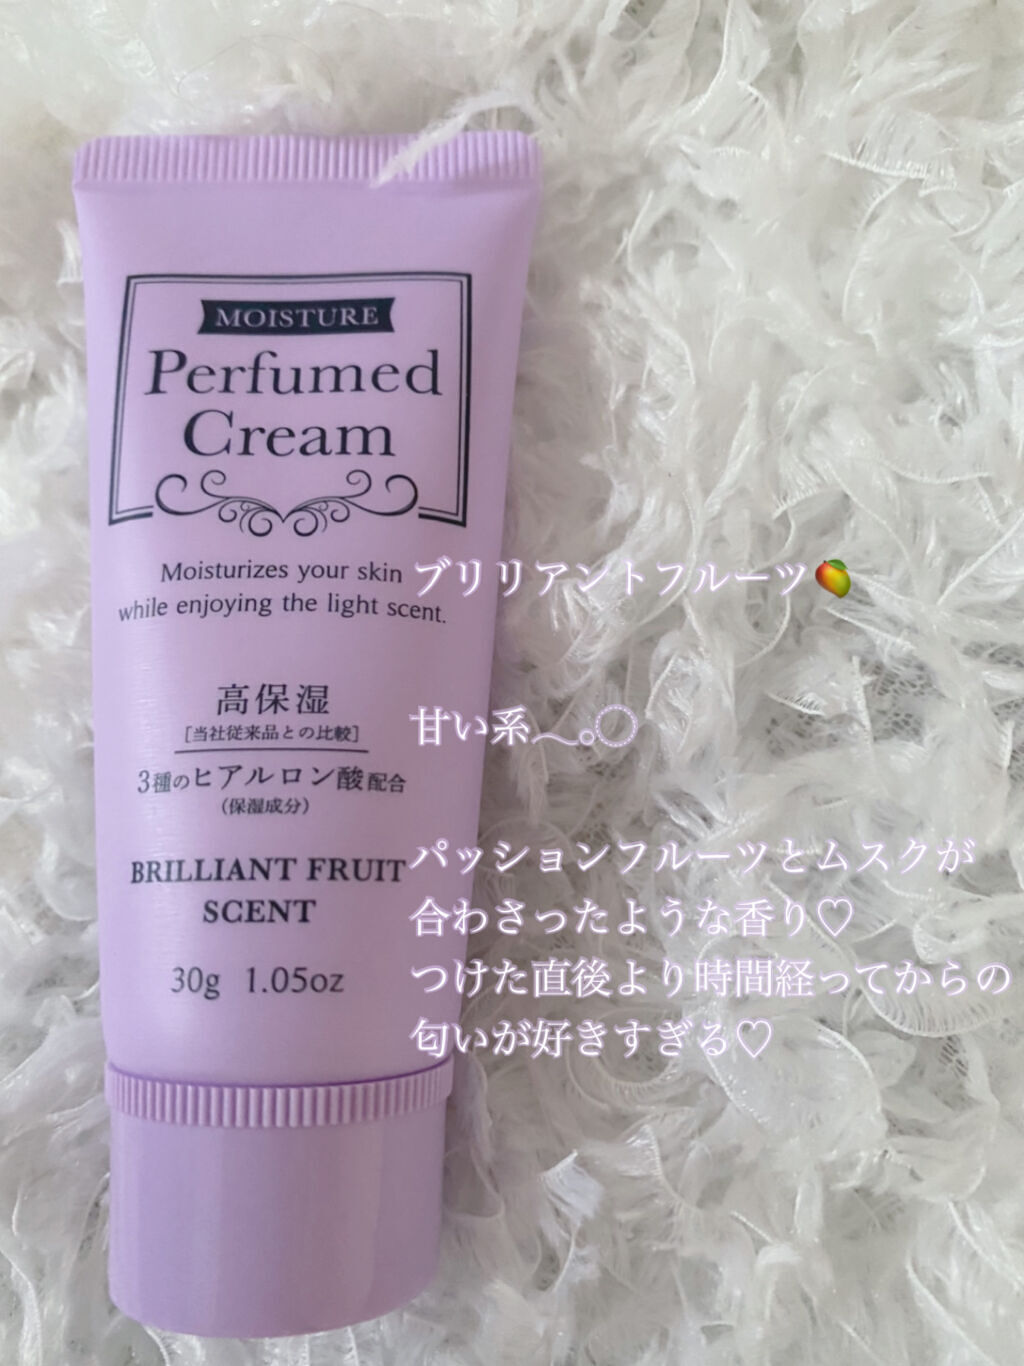 MOISTURE
Perfumed
Cream
Moisturizes your skin
while enjoying the light scent.
高保湿
[当社従来品との比較]
3種のヒアルロン酸配合
(保湿成分)
BRILLIANT FRUIT
SCENT
30g 1.05oz
ブリリアントフルーツ🥭
甘い系𓂃𓈒◌
パッションフルーツとムスクが
合わさったような香り♡
つけた直後より時間経ってからの
匂いが好きすぎる♡